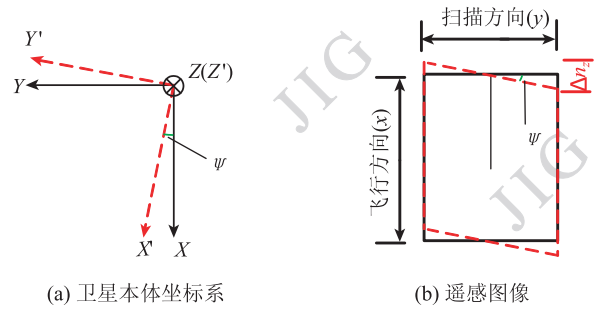 Y'
Y
Z(Z')
ψ
X'
X
(a) 卫星本体坐标系
JIG
扫描方向(y)
飞行方向(x)
Δn_z
ψ
JIG
(b) 遥感图像